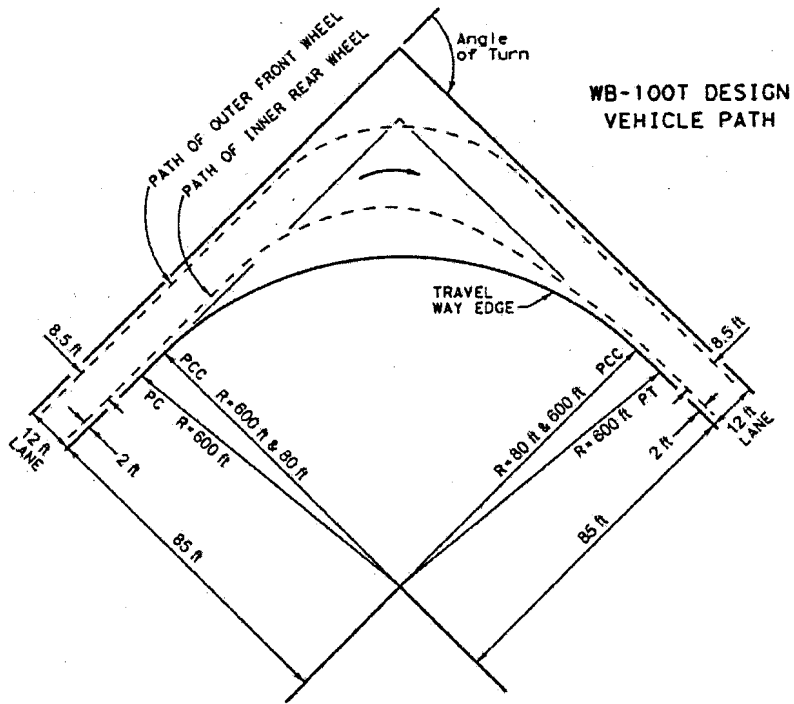 PATH OF OUTER FRONT WHEEL
PATH OF INNER REAR WHEEL
Angle
of Turn
WB-100T DESIGN
VEHICLE PATH
TRAVEL
WAY EDGE
8.5 ft
8.5 ft
PCC
PCC
PC
PT
R=600 ft & 80 ft
R=80 ft & 600 ft
R=600 ft
R=600 ft
12 ft
LANE
2 ft
2 ft
12 ft
LANE
85 ft
85 ft